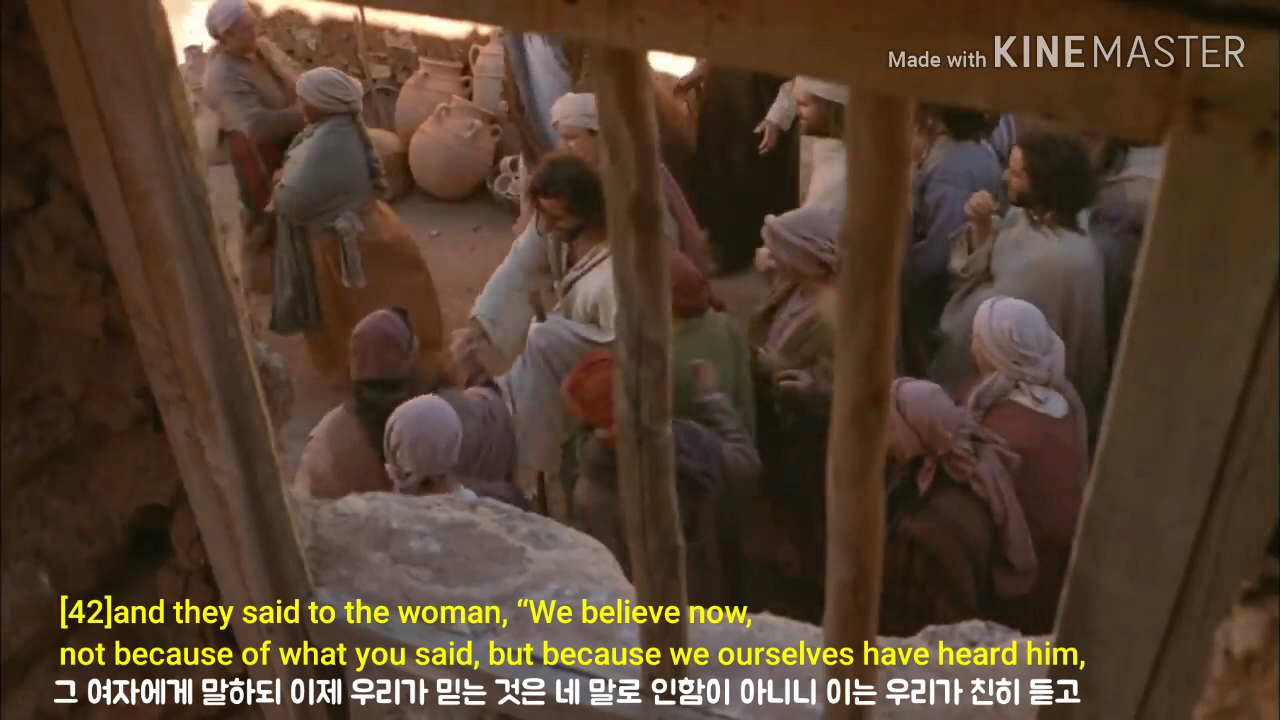 Made with KINEMASTER
[42]and they said to the woman, “We believe now,
not because of what you said, but because we ourselves have heard him,
그 여자에게 말하되 이제 우리가 믿는 것은 네 말로 인함이 아니니 이는 우리가 친히 듣고